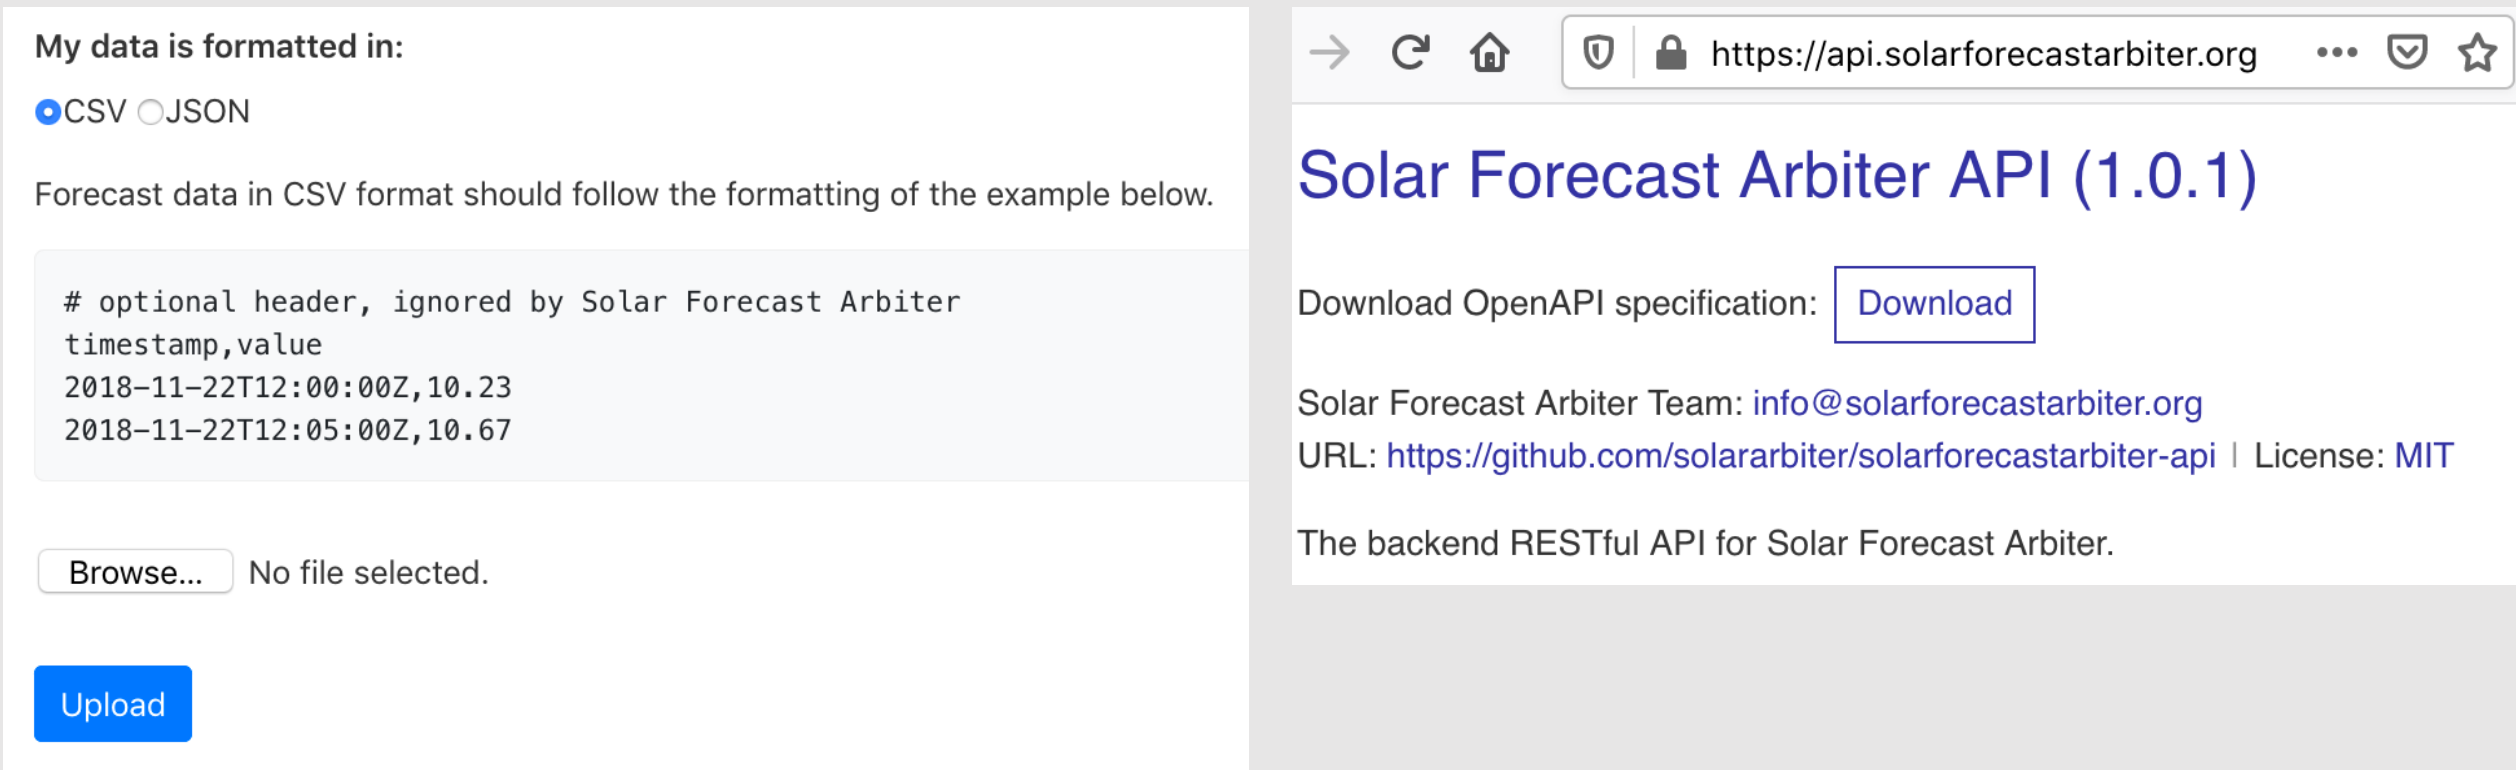 My data is formatted in:
CSV JSON
Forecast data in CSV format should follow the formatting of the example below.
# optional header, ignored by Solar Forecast Arbiter
timestamp,value
2018-11-22T12:00:00Z,10.23
2018-11-22T12:05:00Z,10.67
Browse... No file selected.
Upload
https://api.solarforecastarbiter.org
Solar Forecast Arbiter API (1.0.1)
Download OpenAPI specification: Download
Solar Forecast Arbiter Team: info@solarforecastarbiter.org
URL: https://github.com/solararbiter/solarforecastarbiter-api | License: MIT
The backend RESTful API for Solar Forecast Arbiter.